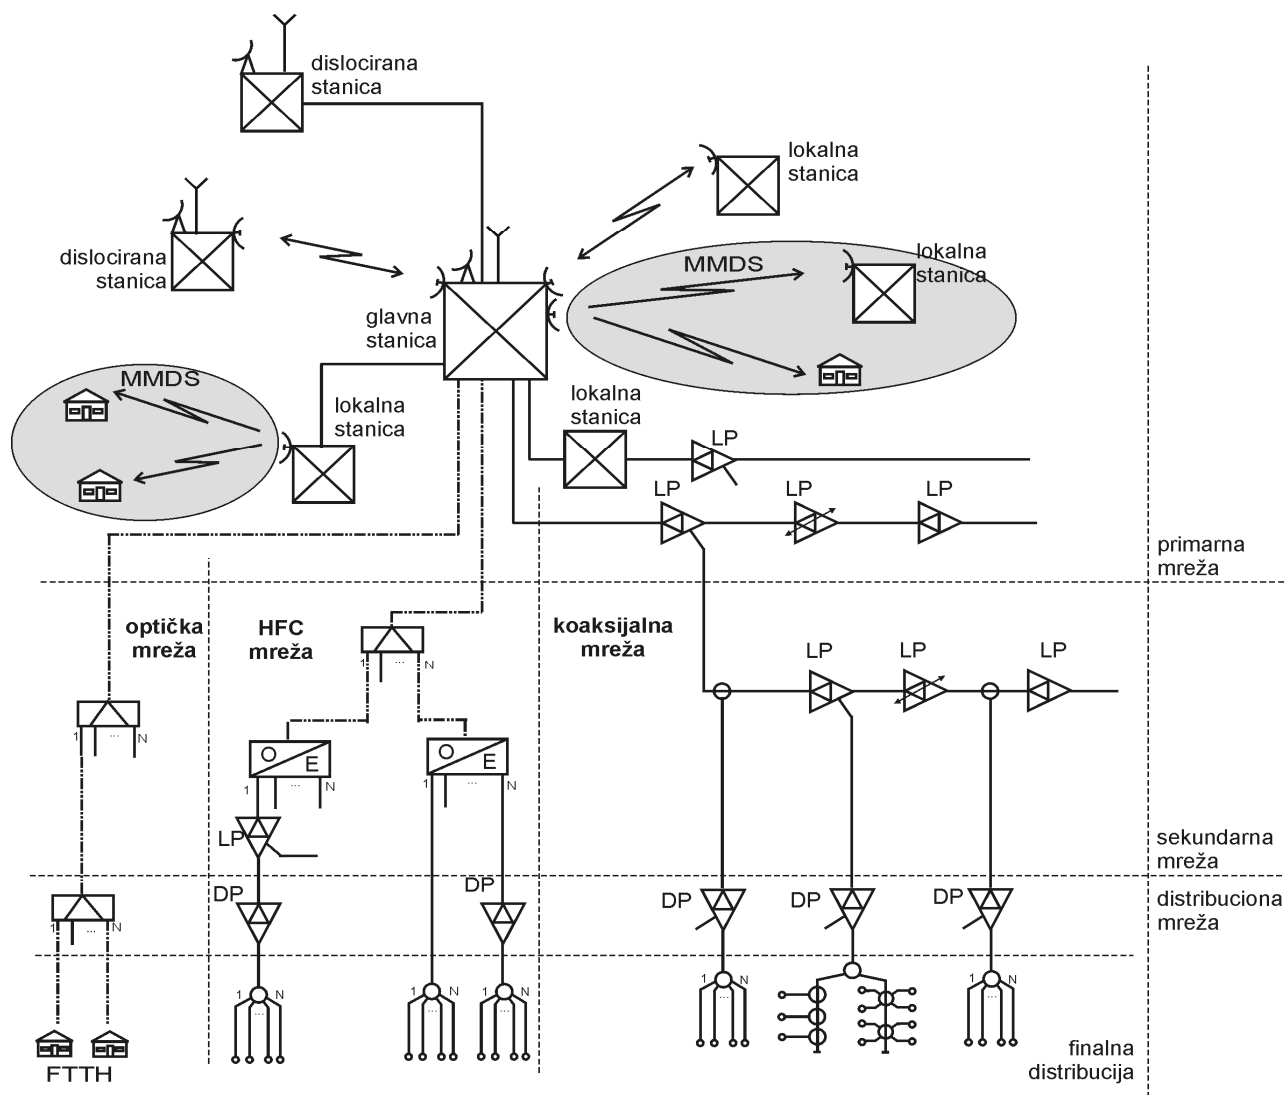 dislocirana
stanica
lokalna
stanica
dislocirana
stanica
MMDS
lokalna
stanica
glavna
stanica
MMDS
lokalna
stanica
lokalna
stanica
LP
LP
LP
LP
primarna
mreža
optička
mreža
HFC
mreža
koaksijalna
mreža
1
...
N
LP
LP
LP
1
...
N
O
E
O
E
1
...
N
1
...
N
LP
sekundarna
mreža
DP
DP
DP
DP
DP
distribuciona
mreža
1
...
N
1
...
N
1
...
N
1
...
N
1
...
N
1
...
N
FTTH
finalna
distribucija